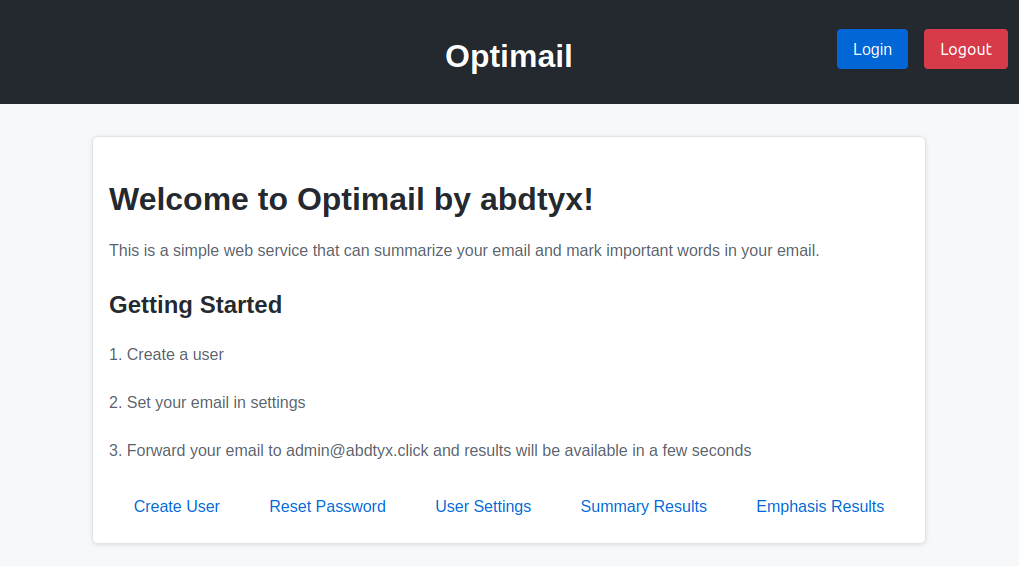 Optimail
Login
Logout
Welcome to Optimail by abdtyx!
This is a simple web service that can summarize your email and mark important words in your email.
Getting Started
1. Create a user
2. Set your email in settings
3. Forward your email to admin@abdtyx.click and results will be available in a few seconds
Create User
Reset Password
User Settings
Summary Results
Emphasis Results